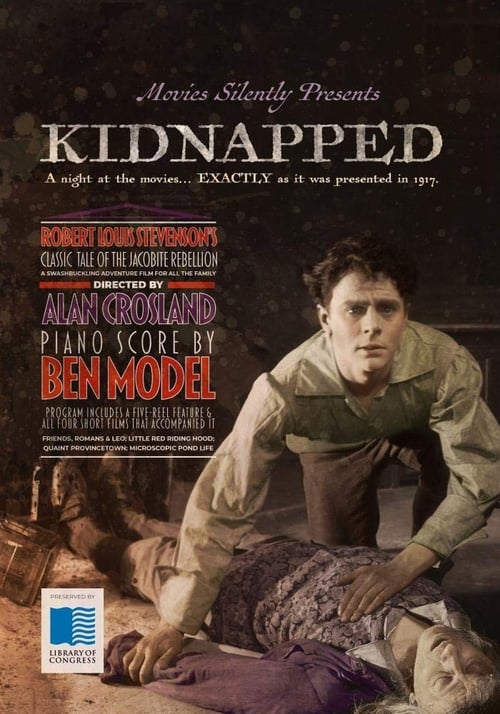 Movies Silently Presents
KIDNAPPED
A night at the movies... EXACTLY as it was presented in 1917.
ROBERT LOUIS STEVENSON'S
CLASSIC TALE OF THE JACOBITE REBELLION
A SWASHBUCKLING ADVENTURE FILM FOR ALL THE FAMILY
DIRECTED BY
ALAN CROSLAND
PIANO SCORE BY
BEN MODEL
PROGRAM INCLUDES A FIVE-REEL FEATURE &
ALL FOUR SHORT FILMS THAT ACCOMPANIED IT
FRIENDS, ROMANS & LEO; LITTLE RED RIDING HOOD;
QUAINT PROVINCETOWN; MICROSCOPIC POND LIFE
PRESERVED BY
LIBRARY OF
CONGRESS